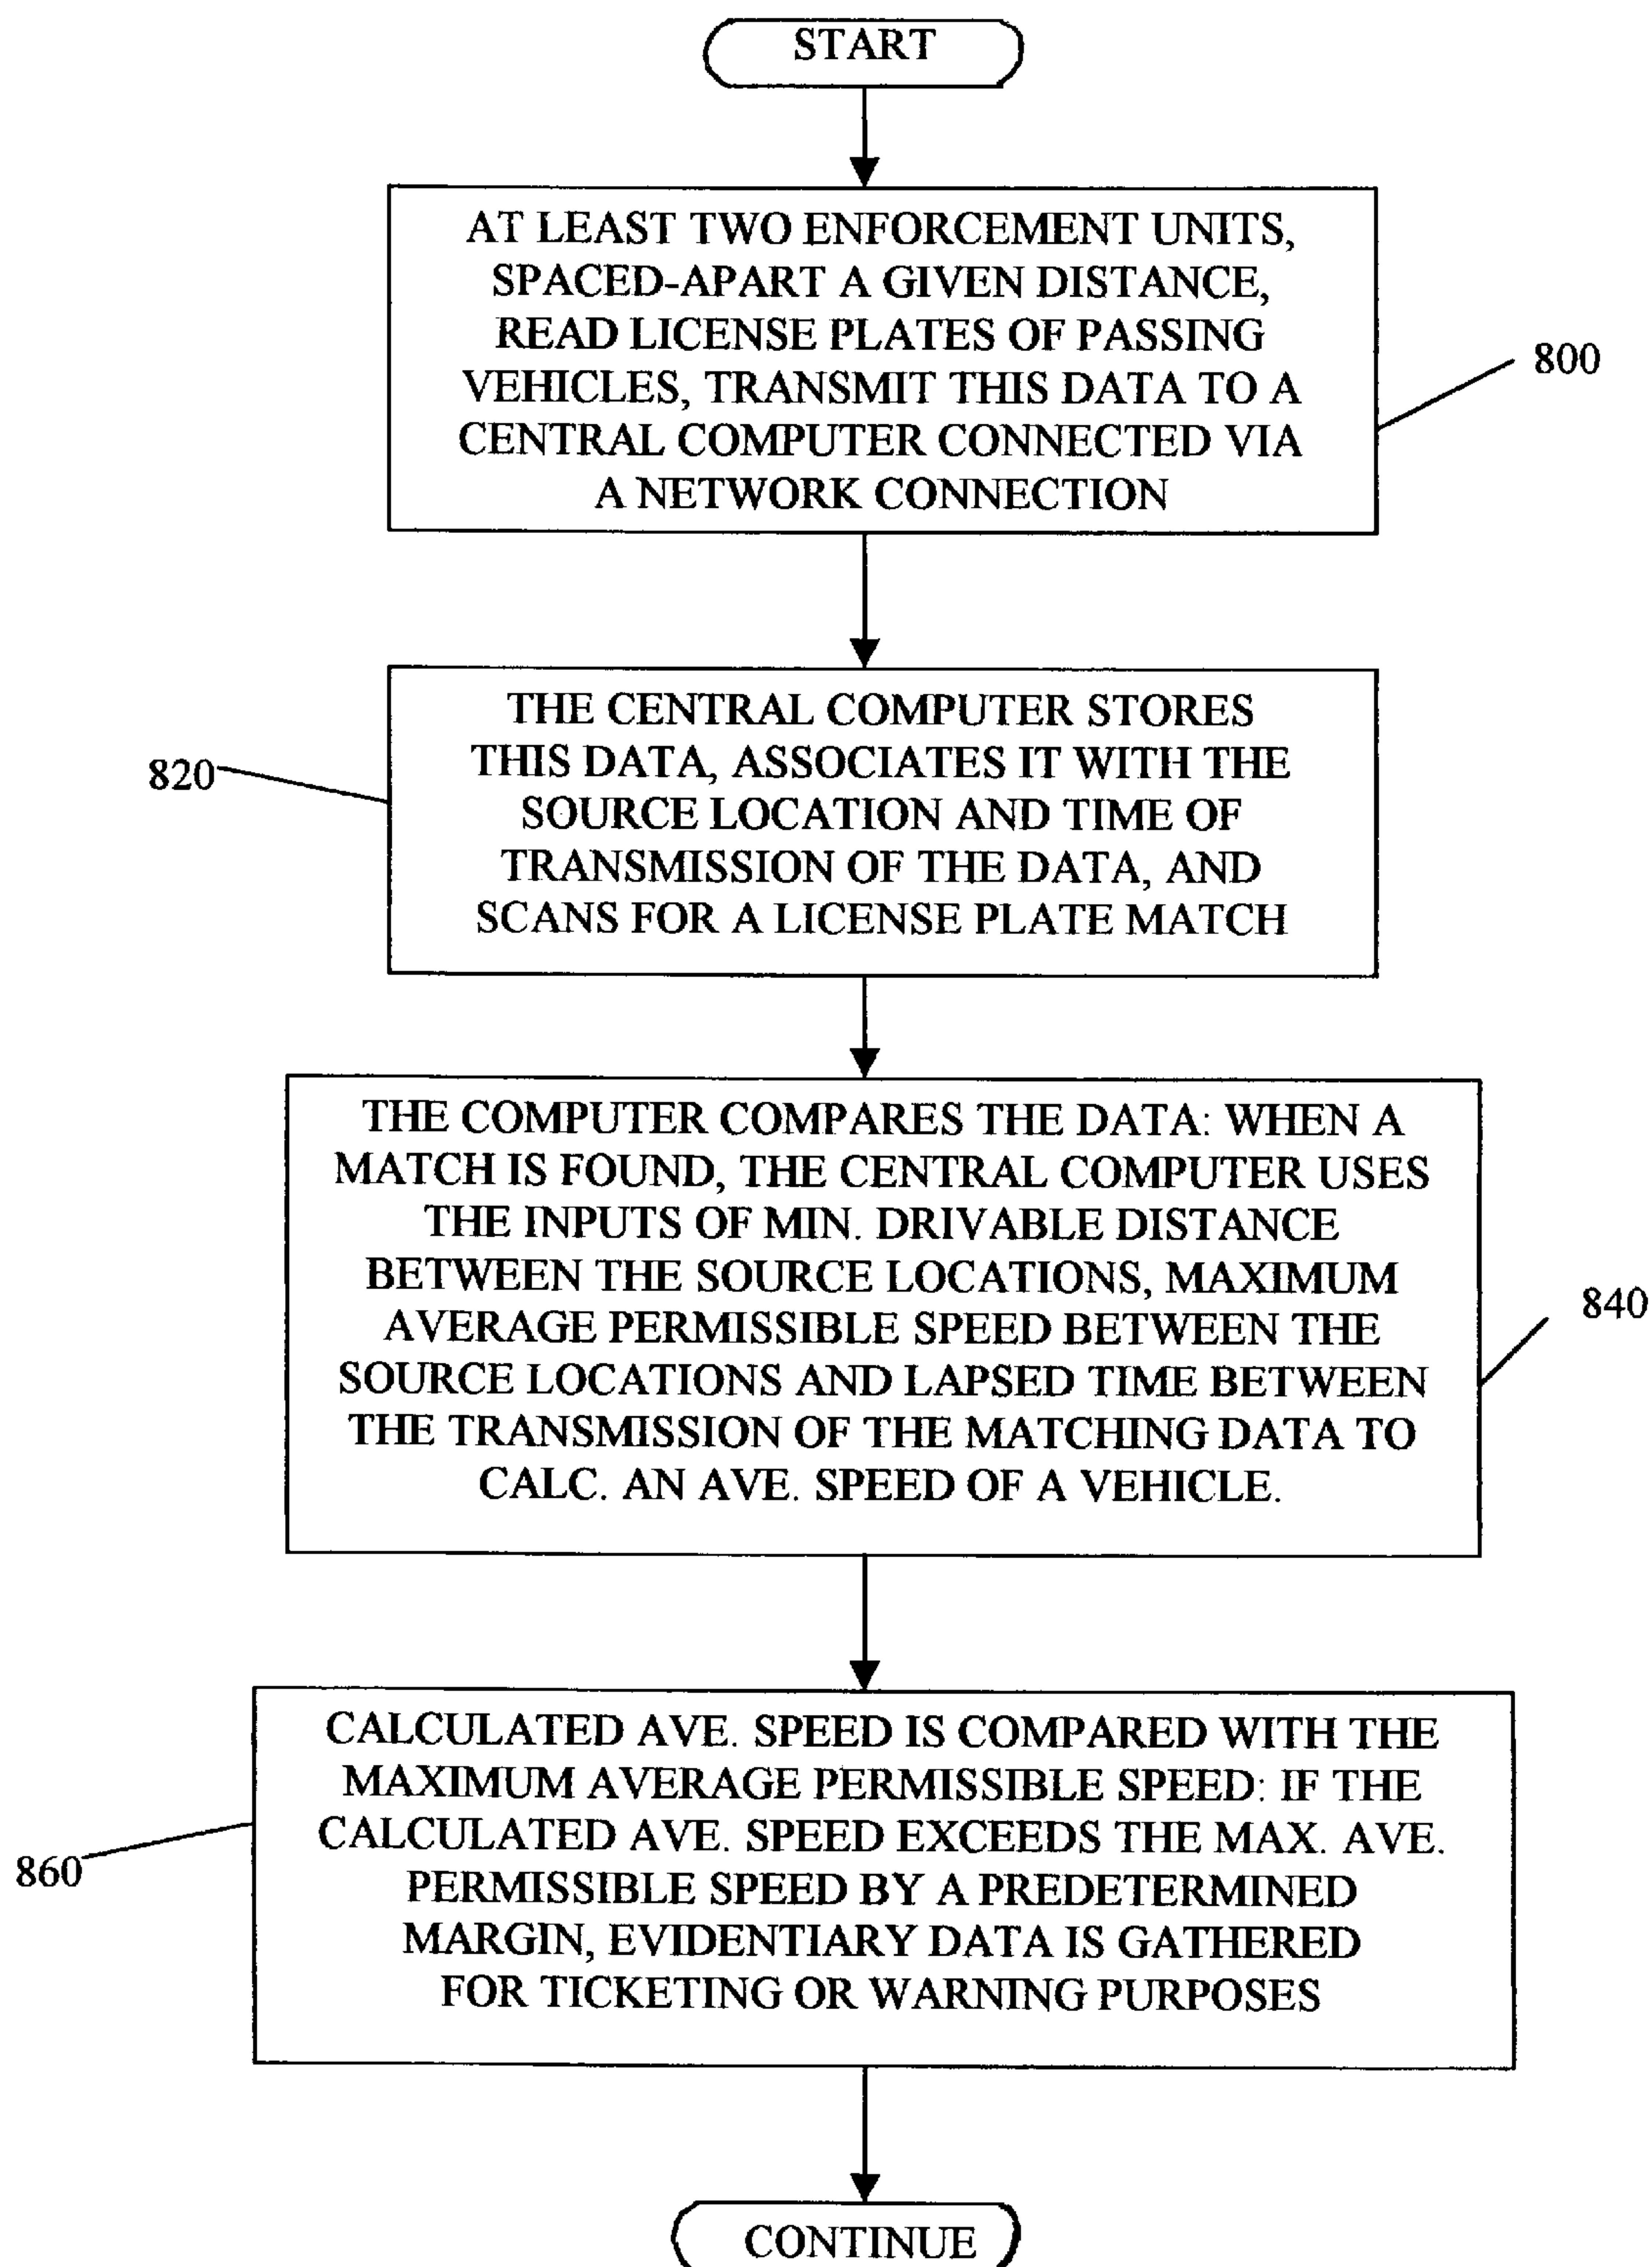 START
AT LEAST TWO ENFORCEMENT UNITS,
SPACED-APART A GIVEN DISTANCE,
READ LICENSE PLATES OF PASSING
VEHICLES, TRANSMIT THIS DATA TO A
CENTRAL COMPUTER CONNECTED VIA
A NETWORK CONNECTION
800
THE CENTRAL COMPUTER STORES
THIS DATA, ASSOCIATES IT WITH THE
SOURCE LOCATION AND TIME OF
TRANSMISSION OF THE DATA, AND
SCANS FOR A LICENSE PLATE MATCH
820
THE COMPUTER COMPARES THE DATA: WHEN A
MATCH IS FOUND, THE CENTRAL COMPUTER USES
THE INPUTS OF MIN. DRIVABLE DISTANCE
BETWEEN THE SOURCE LOCATIONS, MAXIMUM
AVERAGE PERMISSIBLE SPEED BETWEEN THE
SOURCE LOCATIONS AND LAPSED TIME BETWEEN
THE TRANSMISSION OF THE MATCHING DATA TO
CALC. AN AVE. SPEED OF A VEHICLE.
840
CALCULATED AVE. SPEED IS COMPARED WITH THE
MAXIMUM AVERAGE PERMISSIBLE SPEED: IF THE
CALCULATED AVE. SPEED EXCEEDS THE MAX. AVE.
PERMISSIBLE SPEED BY A PREDETERMINED
MARGIN, EVIDENTIARY DATA IS GATHERED
FOR TICKETING OR WARNING PURPOSES
860
CONTINUE